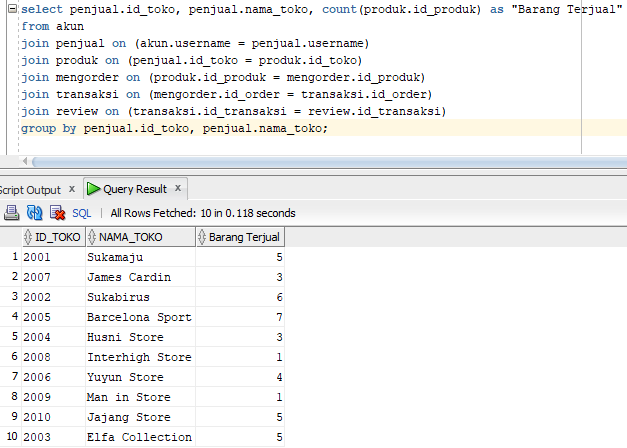 select penjual.id_toko, penjual.nama_toko, count(produk.id_produk) as "Barang Terjual"
from akun
join penjual on (akun.username = penjual.username)
join produk on (penjual.id_toko = produk.id_toko)
join mengorder on (produk.id_produk = mengorder.id_produk)
join transaksi on (mengorder.id_order = transaksi.id_order)
join review on (transaksi.id_transaksi = review.id_transaksi)
group by penjual.id_toko, penjual.nama_toko;
Script Output x Query Result x
SQL | All Rows Fetched: 10 in 0.118 seconds
ID_TOKO NAMA_TOKO Barang Terjual
1 2001 Sukamaju 5
2 2007 James Cardin 3
3 2002 Sukabirus 6
4 2005 Barcelona Sport 7
5 2004 Husni Store 3
6 2008 Interhigh Store 1
7 2006 Yuyun Store 4
8 2009 Man in Store 1
9 2010 Jajang Store 5
10 2003 Elfa Collection 5